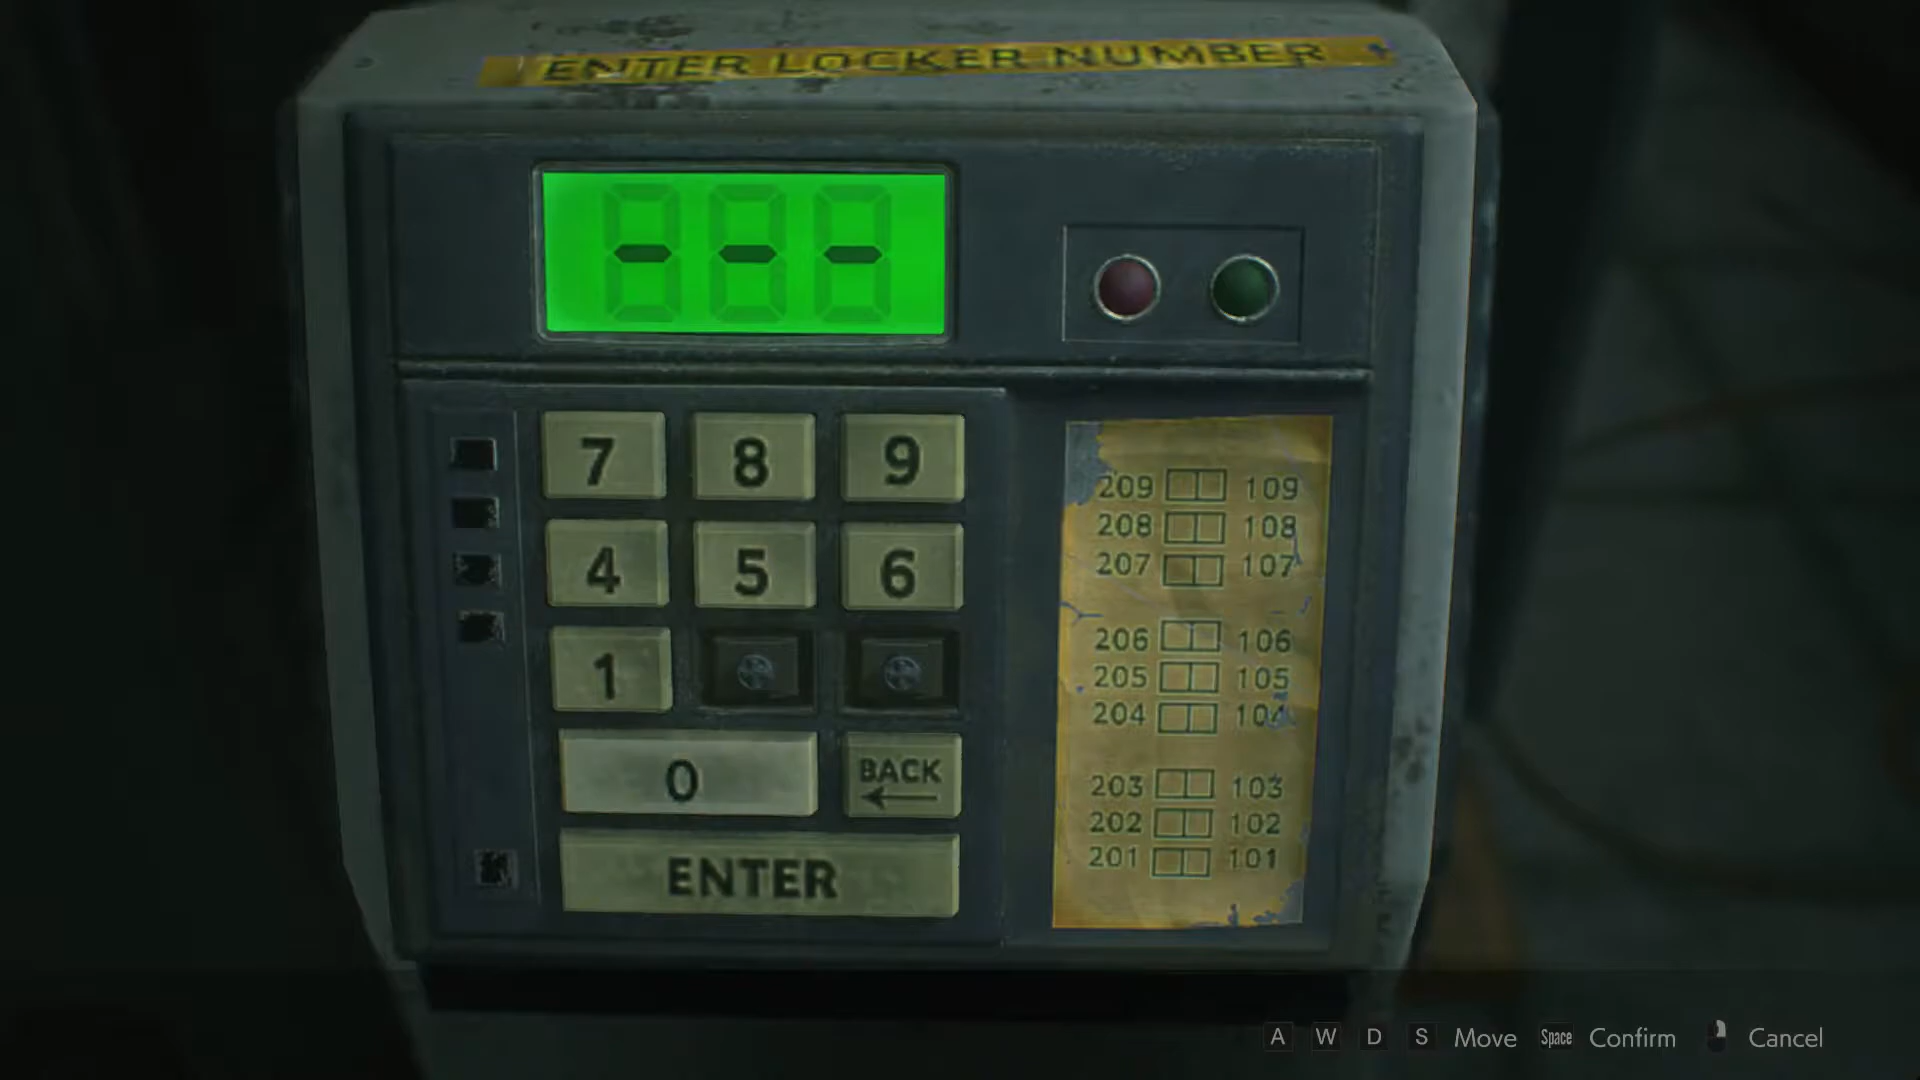 ENTER LOCKER NUMBER
- - -
7 8 9
4 5 6
1
0 BACK
ENTER
209 109
208 108
207 107
206 106
205 105
204 104
203 103
202 102
201 101
A W D S Move Space Confirm Cancel